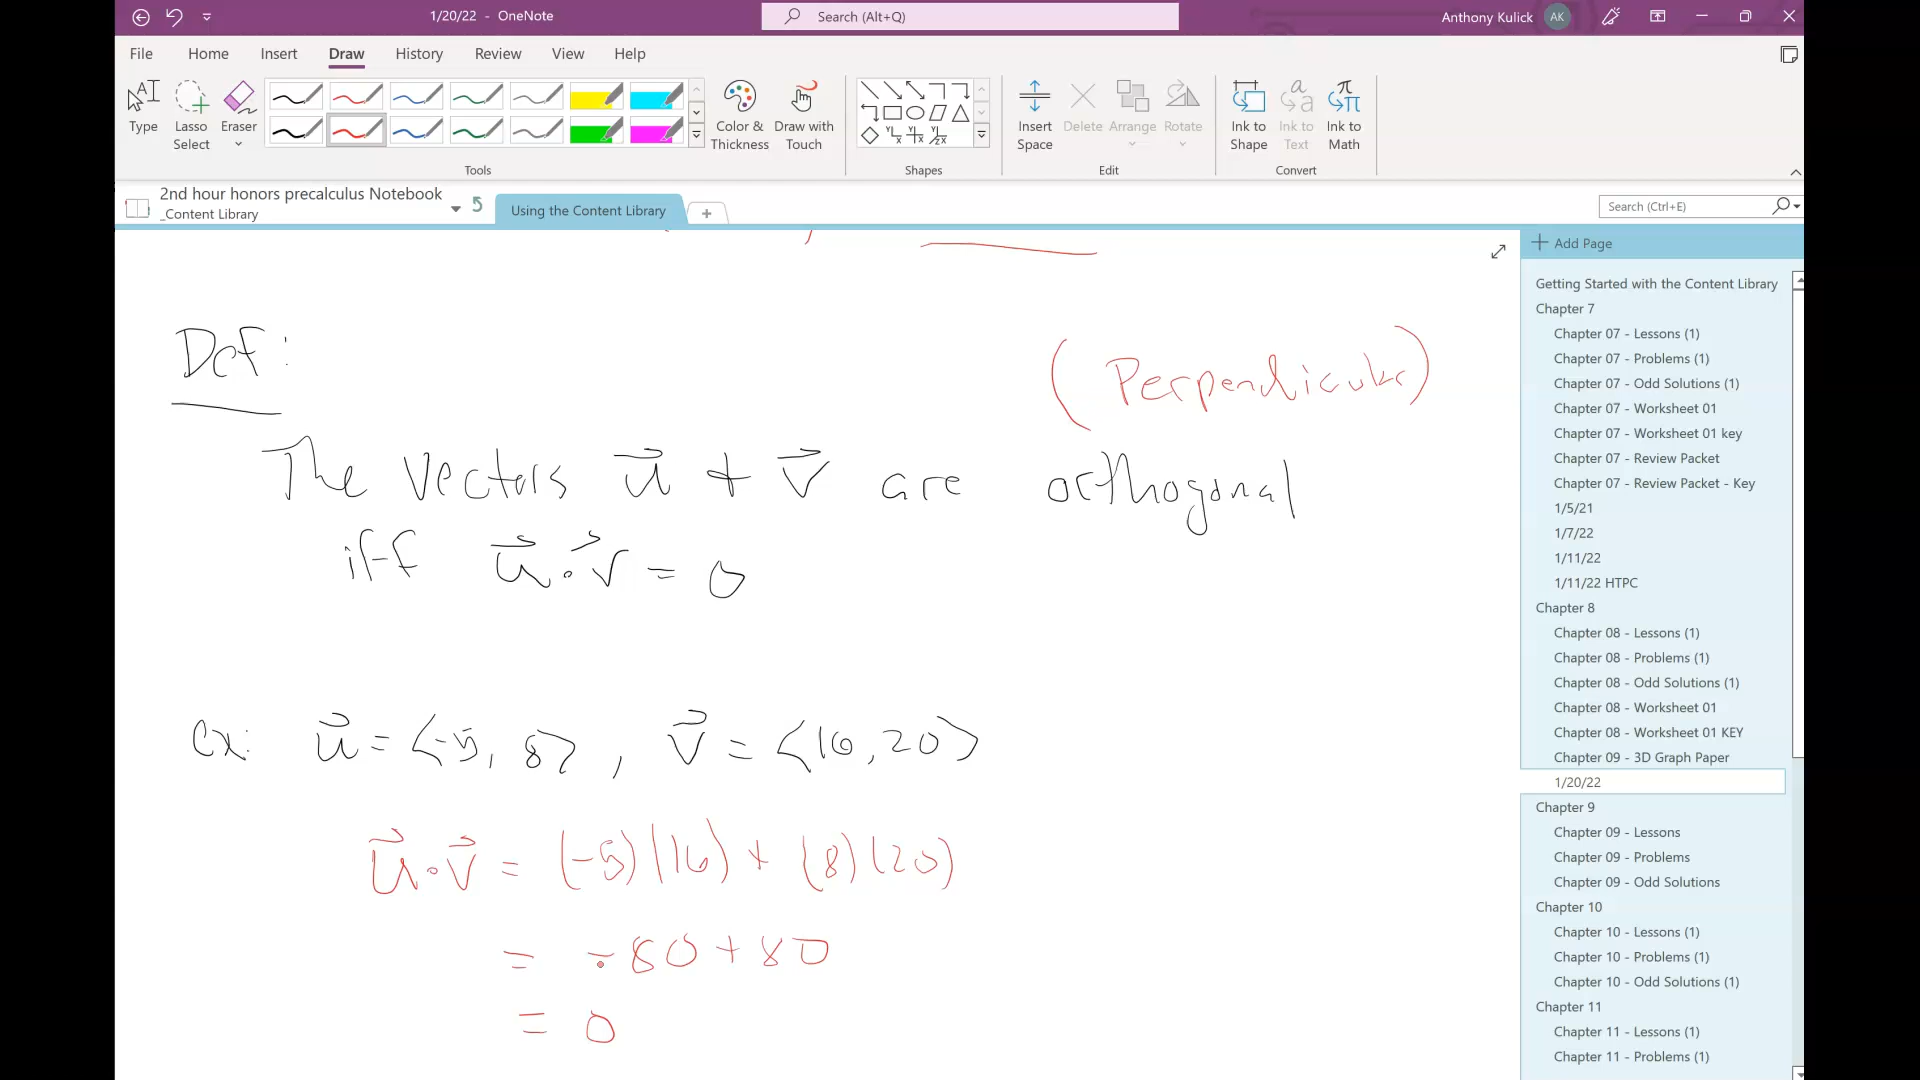 1/20/22 - OneNote
Search (Alt+Q)
Anthony Kulick
AK
File Home Insert Draw History Review View Help
Type
Lasso Select
Eraser
Color & Thickness
Draw with Touch
Insert Space
Delete
Arrange
Rotate
Ink to Shape
Ink to Text
Ink to Math
Tools
Shapes
Edit
Convert
2nd hour honors precalculus Notebook
_Content Library
Using the Content Library
Search (Ctrl+E)
Def:
(Perpendicular)
The vectors u⃗ + v⃗ are orthogonal
iff u⃗ · v⃗ = 0
ex: u⃗ = <-5, 8>, v⃗ = <16, 20>
u⃗ · v⃗ = (-5)(16) + (8)(20)
= -80 + 80
= 0
Add Page
Getting Started with the Content Library
Chapter 7
Chapter 07 - Lessons (1)
Chapter 07 - Problems (1)
Chapter 07 - Odd Solutions (1)
Chapter 07 - Worksheet 01
Chapter 07 - Worksheet 01 key
Chapter 07 - Review Packet
Chapter 07 - Review Packet - Key
1/5/21
1/7/22
1/11/22
1/11/22 HTPC
Chapter 8
Chapter 08 - Lessons (1)
Chapter 08 - Problems (1)
Chapter 08 - Odd Solutions (1)
Chapter 08 - Worksheet 01
Chapter 08 - Worksheet 01 KEY
Chapter 09 - 3D Graph Paper
1/20/22
Chapter 9
Chapter 09 - Lessons
Chapter 09 - Problems
Chapter 09 - Odd Solutions
Chapter 10
Chapter 10 - Lessons (1)
Chapter 10 - Problems (1)
Chapter 10 - Odd Solutions (1)
Chapter 11
Chapter 11 - Lessons (1)
Chapter 11 - Problems (1)